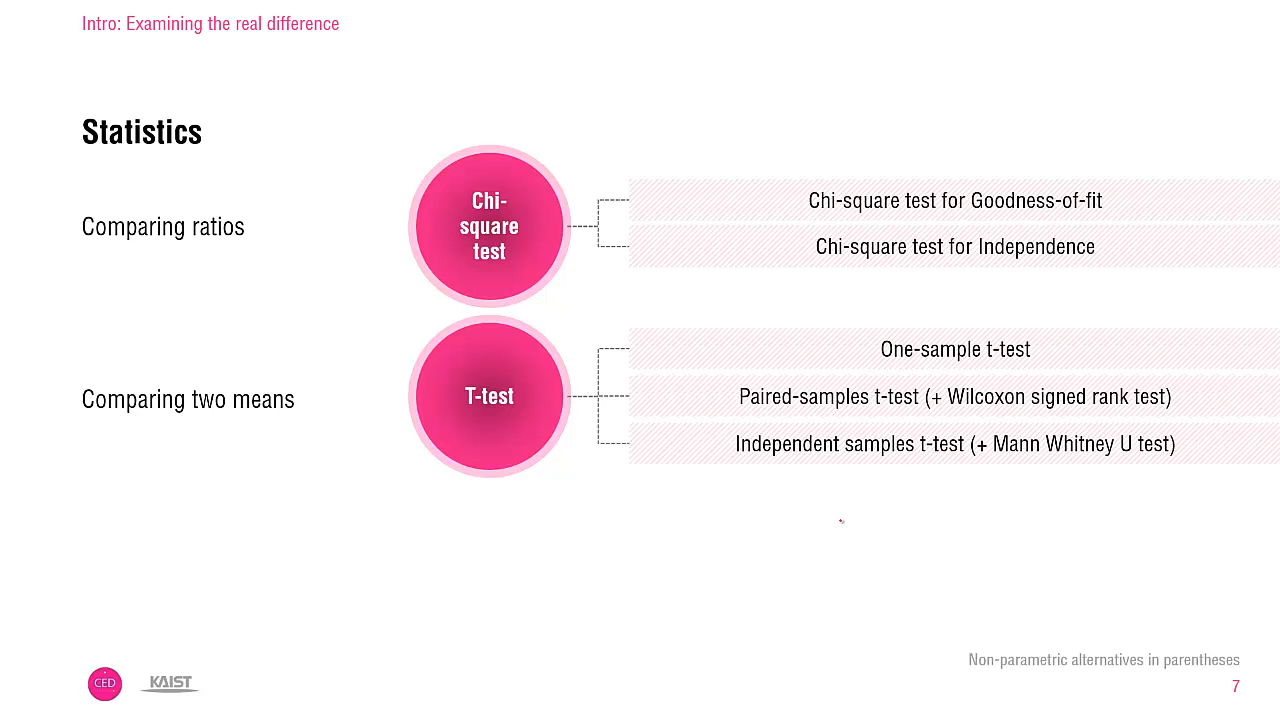 Intro: Examining the real difference
Statistics
Comparing ratios
Chi-
square
test
Chi-square test for Goodness-of-fit
Chi-square test for Independence
Comparing two means
T-test
One-sample t-test
Paired-samples t-test (+ Wilcoxon signed rank test)
Independent samples t-test (+ Mann Whitney U test)
Non-parametric alternatives in parentheses
CED
KAIST
7